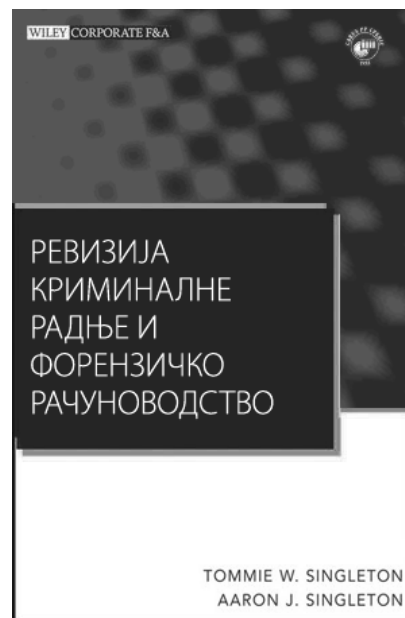 WILEY CORPORATE F&A
РЕВИЗИЈА
КРИМИНАЛНЕ
РАДЊЕ И
ФОРЕНЗИЧКО
РАЧУНОВОДСТВО
TOMMIE W. SINGLETON
AARON J. SINGLETON